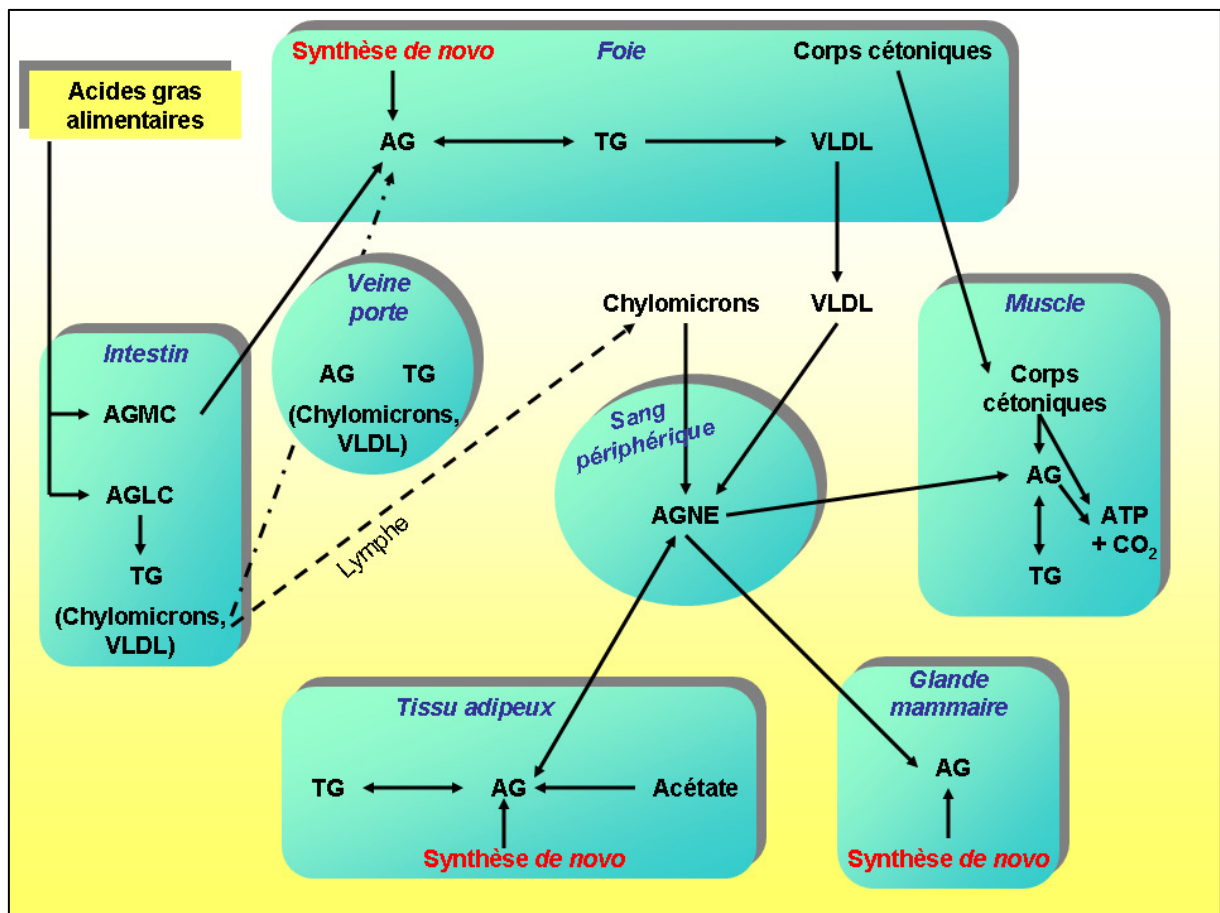 Synthèse de novo
Foie
Corps cétoniques
Acides gras
alimentaires
AG
TG
VLDL
Veine
porte
AG TG
(Chylomicrons,
VLDL)
Chylomicrons
VLDL
Muscle
Corps
cétoniques
AG
ATP
+ CO₂
TG
Intestin
AGMC
AGLC
TG
(Chylomicrons,
VLDL)
Lymphe
Sang
périphérique
AGNE
Tissu adipeux
TG
AG
Acétate
Synthèse de novo
Glande
mammaire
AG
Synthèse de novo